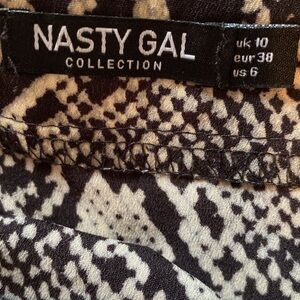 NASTY GAL
COLLECTION
uk 10
eur 38
us 6